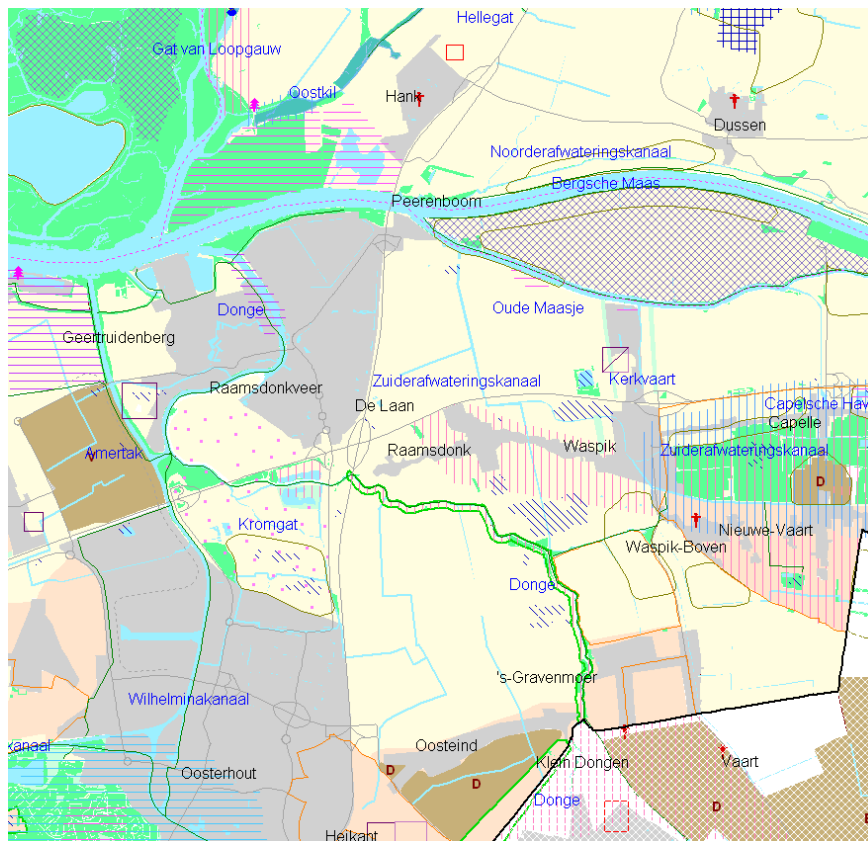 Hellegat
Gat van Loopgauw
Oostkil
Hank
Dussen
Noorderafwateringskanaal
Bergsche Maas
Peerenboom
Donge
Oude Maasje
Geertruidenberg
Zuiderafwateringskanaal
Kerkvaart
Raamsdonkveer
De Laan
Capelsche Hav
Capelle
Amertak
Raamsdonk
Waspik
Zuiderafwateringskanaal
D
Kromgat
Nieuwe-Vaart
Waspik-Boven
Donge
's-Gravenmoer
Wilhelminakanaal
kanaal
Oosteind
Klein Dongen
Vaart
Oosterhout
D
D
Donge
D
Heikant